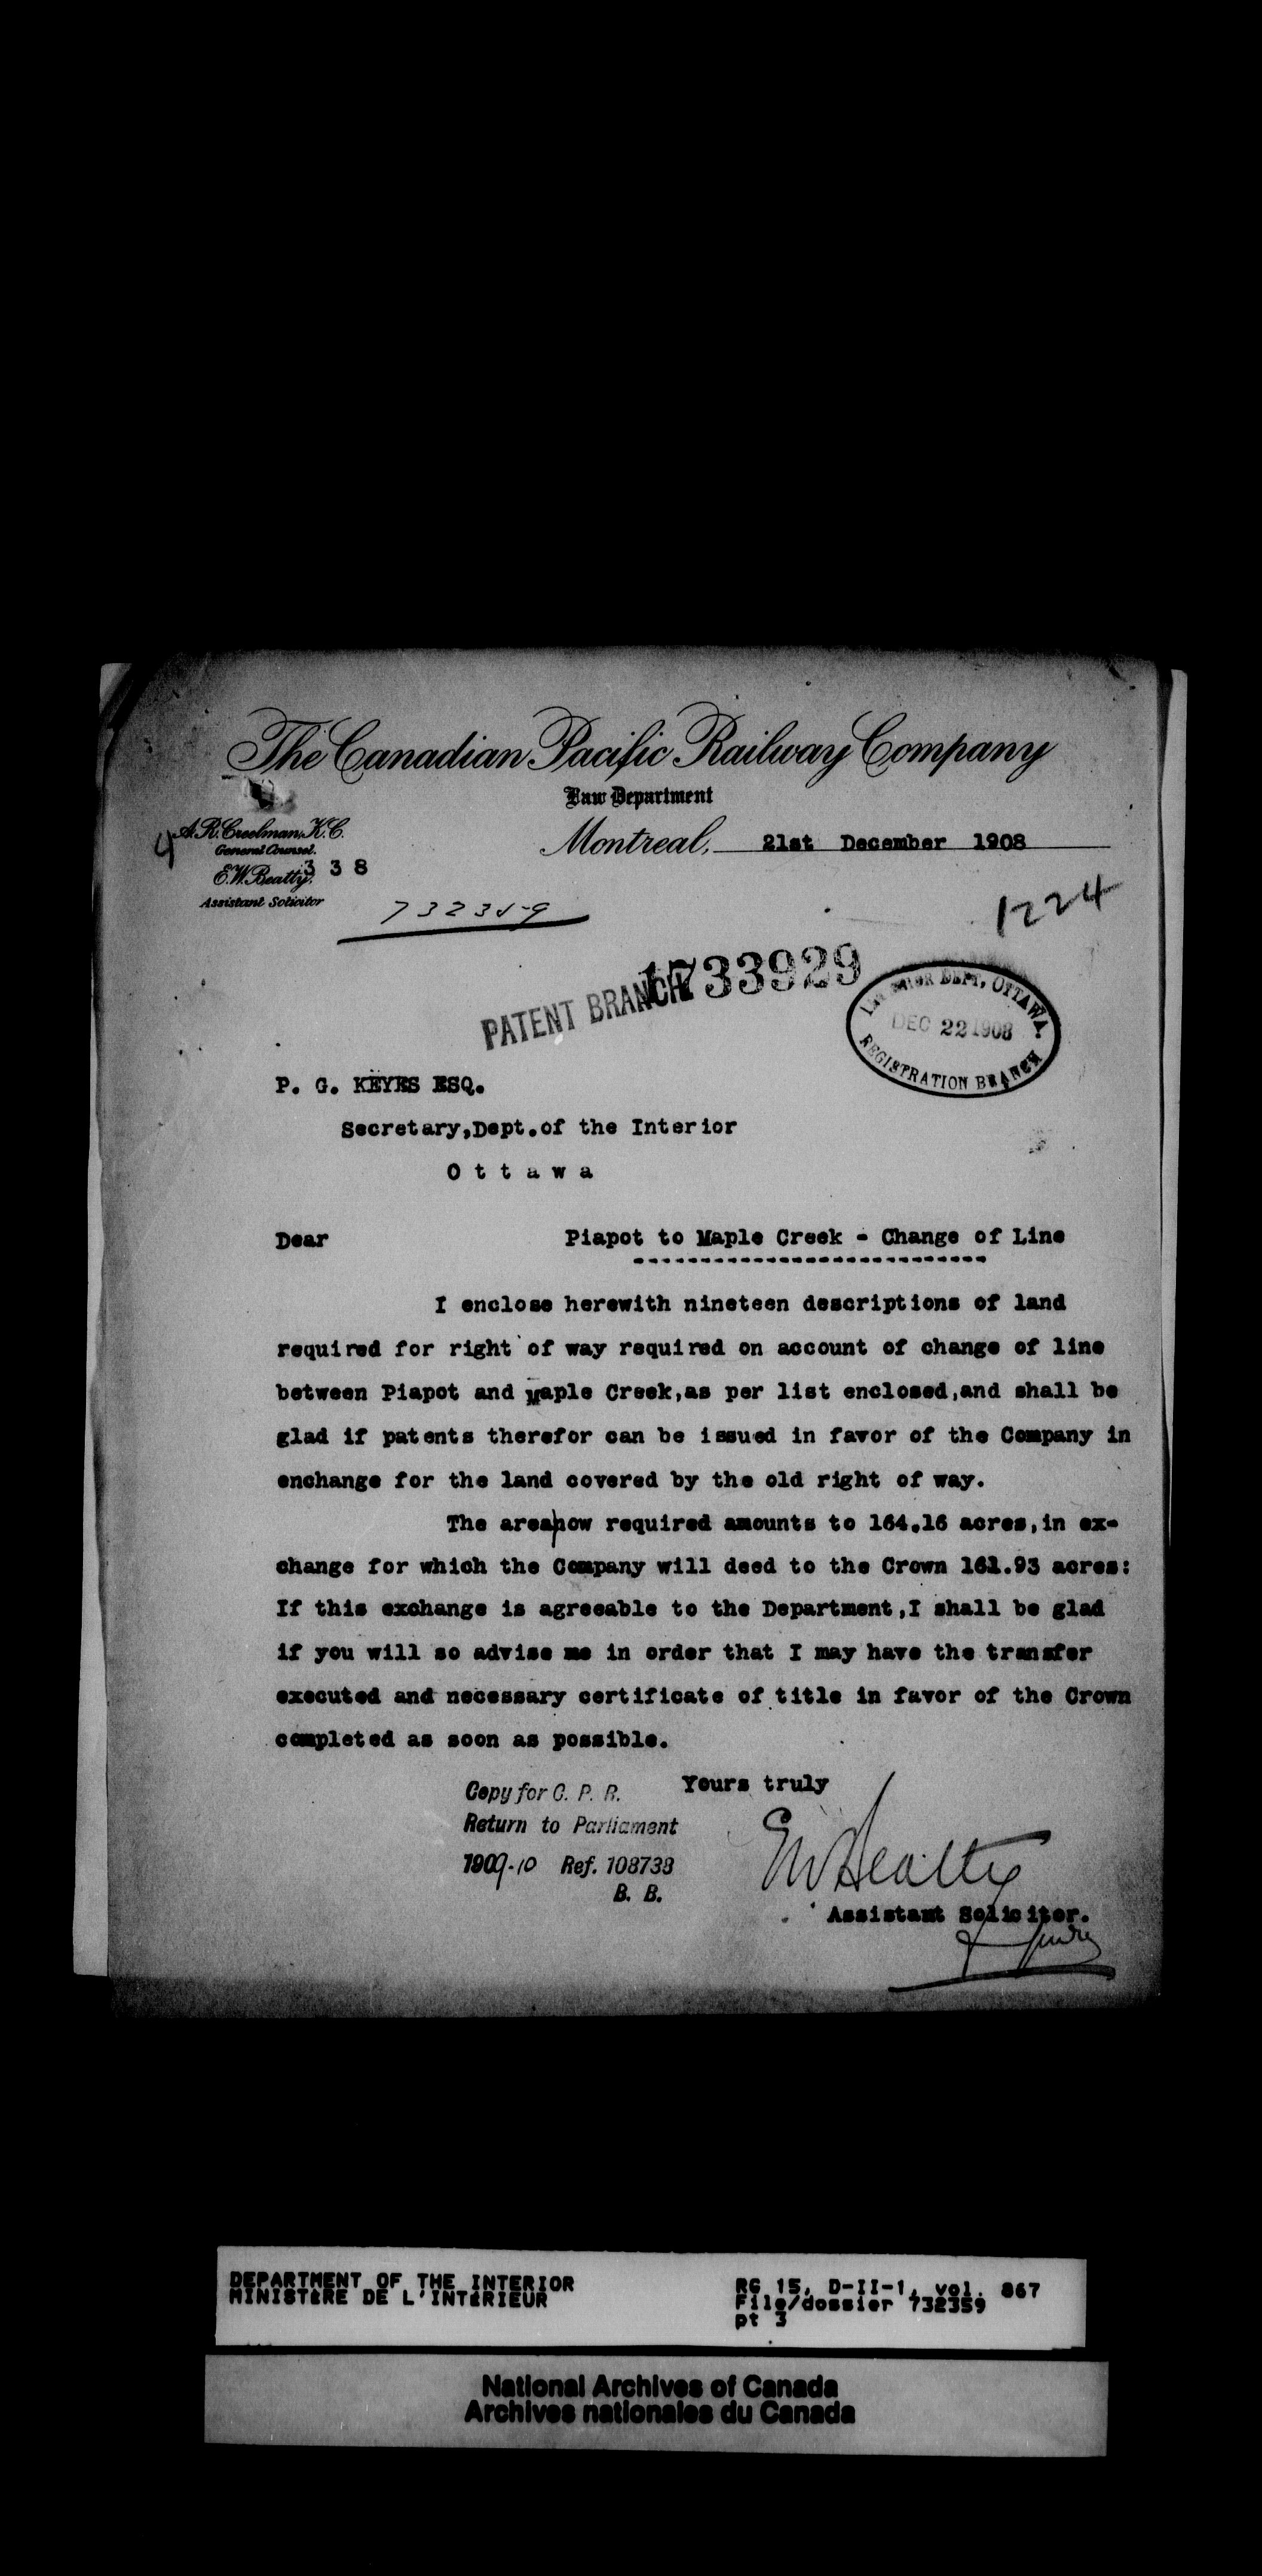 The Canadian Pacific Railway Company
Law Department
A. R. Creelman, K. C.
General Counsel.
E. W. Beatty,
Assistant Solicitor
4
3 3 8
Montreal, 21st December 1908
732359
1224
PATENT BRANCH
1733929
INTERIOR DEPT, OTTAWA.
DEC 22 1908
REGISTRATION BRANCH
P. G. KEYES ESQ.
Secretary,Dept.of the Interior
O t t a w a
Dear Piapot to Maple Creek - Change of Line
---------------------------
I enclose herewith nineteen descriptions of land
required for right of way required on account of change of line
between Piapot and Maple Creek,as per list enclosed,and shall be
glad if patents therefor can be issued in favor of the Company in
enchange for the land covered by the old right of way.
The area|now required amounts to 164.16 acres,in ex-
change for which the Company will deed to the Crown 161.93 acres:
If this exchange is agreeable to the Department,I shall be glad
if you will so advise me in order that I may have the transfer
executed and necessary certificate of title in favor of the Crown
completed as soon as possible.
Yours truly
Copy for C. P. R.
Return to Parliament
1909-10 Ref. 108738
B. B.
EW Beatty
Assistant Solicitor.
DEPARTMENT OF THE INTERIOR
MINISTÈRE DE L'INTÉRIEUR
RG 15, D-II-1, vol. 867
File/dossier 732359
pt 3
National Archives of Canada
Archives nationales du Canada